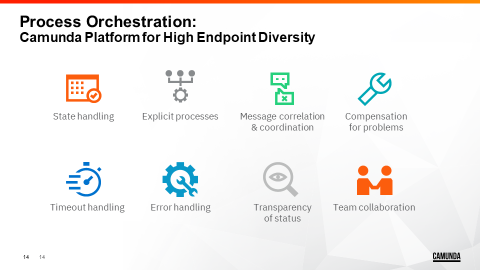 Process Orchestration:
Camunda Platform for High Endpoint Diversity
State handling
Explicit processes
Message correlation
& coordination
Compensation
for problems
Timeout handling
Error handling
Transparency
of status
Team collaboration
14 14
CAMUNDA